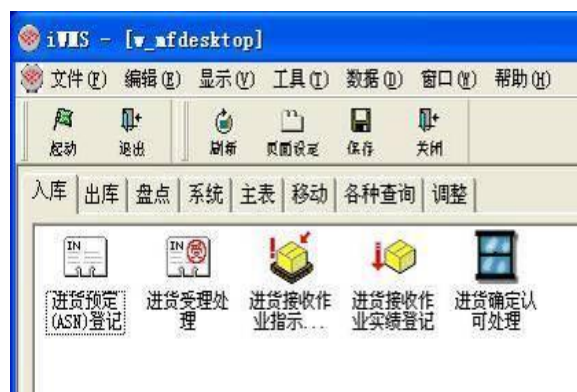 iWMS - [w_mfdesktop]
文件(F) 编辑(E) 显示(V) 工具(T) 数据(D) 窗口(W) 帮助(H)
起动 退出 刷新 页面设定 保存 关闭
入库 出库 盘点 系统 主表 移动 各种查询 调整
IN IN
进货预定 进货受理处 进货接收作 进货接收作 进货确定认
(ASN)登记 理 业指示... 业实绩登记 可处理